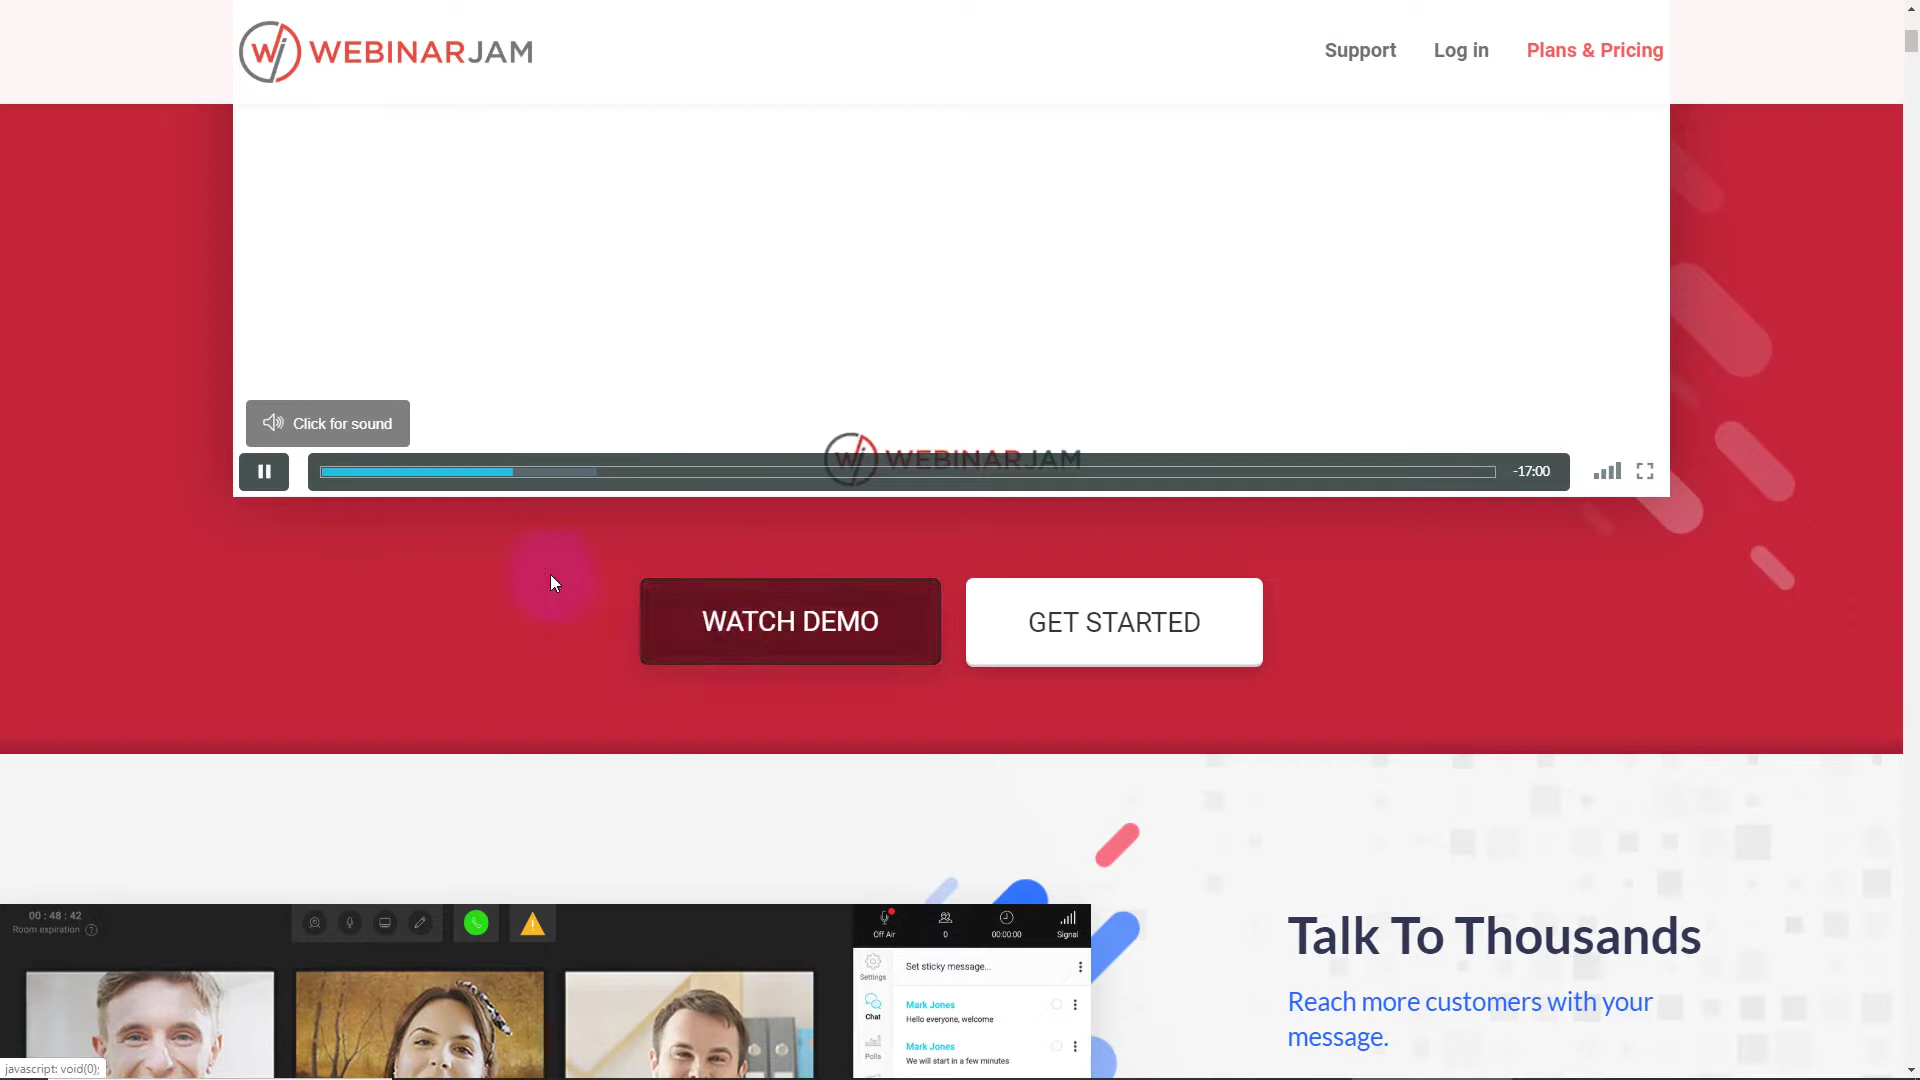 WEBINARJAM
Support
Log in
Plans & Pricing
Click for sound
WEBINARJAM
-17:00
WATCH DEMO
GET STARTED
00 : 48 : 42
Room expiration ?
Off Air
0
00:00:00
Signal
Settings
Set sticky message...
Chat
Mark Jones
Hello everyone, welcome
Polls
Mark Jones
We will start in a few minutes
Talk To Thousands
Reach more customers with your
message.
javascript: void(0);